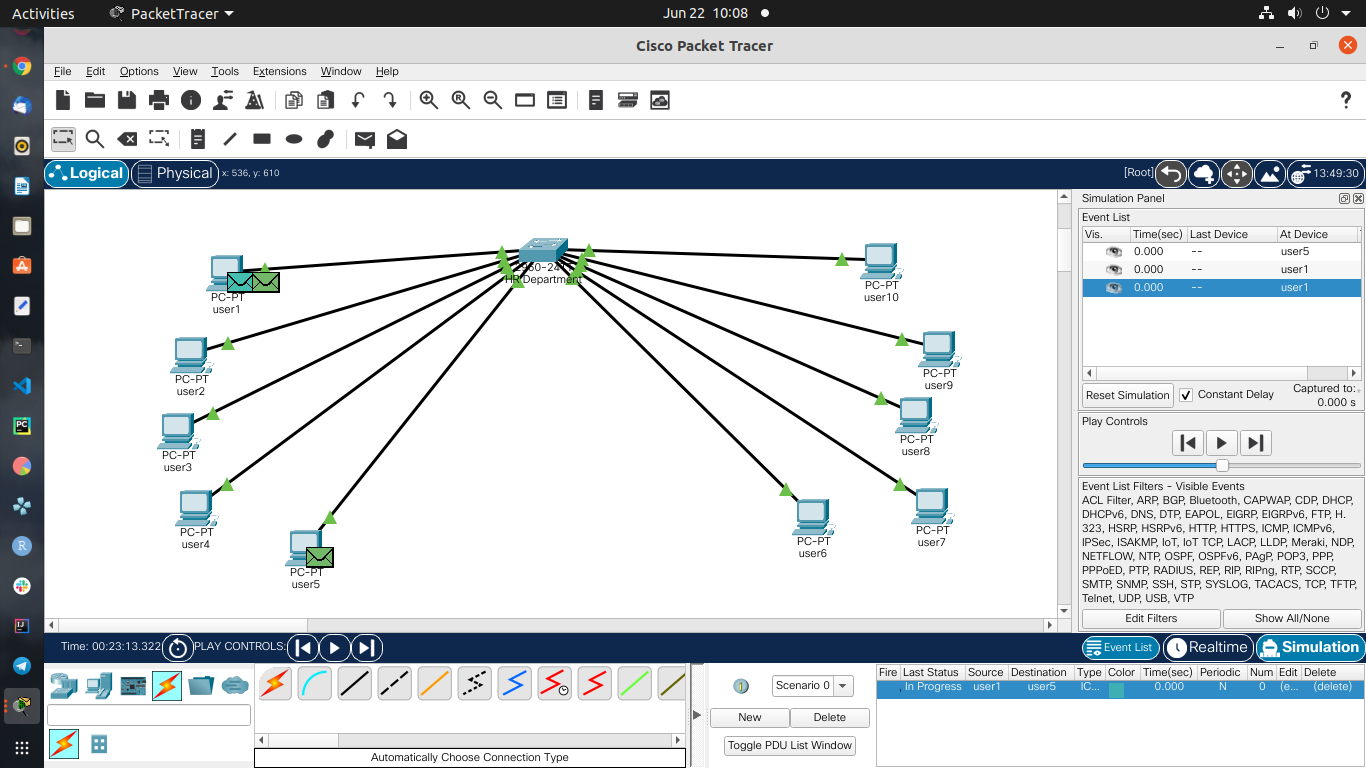 Activities PacketTracer Jun 22 10:08
Cisco Packet Tracer
File Edit Options View Tools Extensions Window Help
?
Logical Physical x: 536, y: 610 [Root] 13:49:30
Simulation Panel
Event List
Vis. Time(sec) Last Device At Device
0.000 -- user5
0.000 -- user1
0.000 -- user1
HR Department
PC-PT
user1
PC-PT
user10
PC-PT
user2
PC-PT
user9
PC-PT
user3
PC-PT
user8
PC-PT
user4
PC-PT
user7
PC-PT
user6
PC-PT
user5
Reset Simulation Constant Delay Captured to:
0.000 s
Play Controls
Event List Filters - Visible Events
ACL Filter, ARP, BGP, Bluetooth, CAPWAP, CDP, DHCP,
DHCPv6, DNS, DTP, EAPOL, EIGRP, EIGRPv6, FTP, H.
323, HSRP, HSRPv6, HTTP, HTTPS, ICMP, ICMPv6,
IPSec, ISAKMP, IoT, IoT TCP, LACP, LLDP, Meraki, NDP,
NETFLOW, NTP, OSPF, OSPFv6, PAgP, POP3, PPP,
PPPoED, PTP, RADIUS, REP, RIP, RIPng, RTP, SCCP,
SMTP, SNMP, SSH, STP, SYSLOG, TACACS, TCP, TFTP,
Telnet, UDP, USB, VTP
Edit Filters Show All/None
Time: 00:23:13.322 PLAY CONTROLS: Event List Realtime Simulation
Scenario 0
New Delete
Toggle PDU List Window
Fire Last Status Source Destination Type Color Time(sec) Periodic Num Edit Delete
In Progress user1 user5 IC... 0.000 N 0 (e... (delete)
Automatically Choose Connection Type